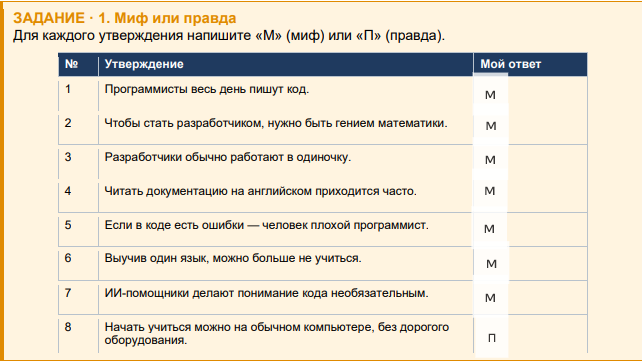 ЗАДАНИЕ · 1. Миф или правда
Для каждого утверждения напишите «М» (миф) или «П» (правда).
№ Утверждение Мой ответ
1 Программисты весь день пишут код. М
2 Чтобы стать разработчиком, нужно быть гением математики. М
3 Разработчики обычно работают в одиночку. М
4 Читать документацию на английском приходится часто. М
5 Если в коде есть ошибки — человек плохой программист. М
6 Выучив один язык, можно больше не учиться. М
7 ИИ-помощники делают понимание кода необязательным. М
8 Начать учиться можно на обычном компьютере, без дорогого
оборудования. П